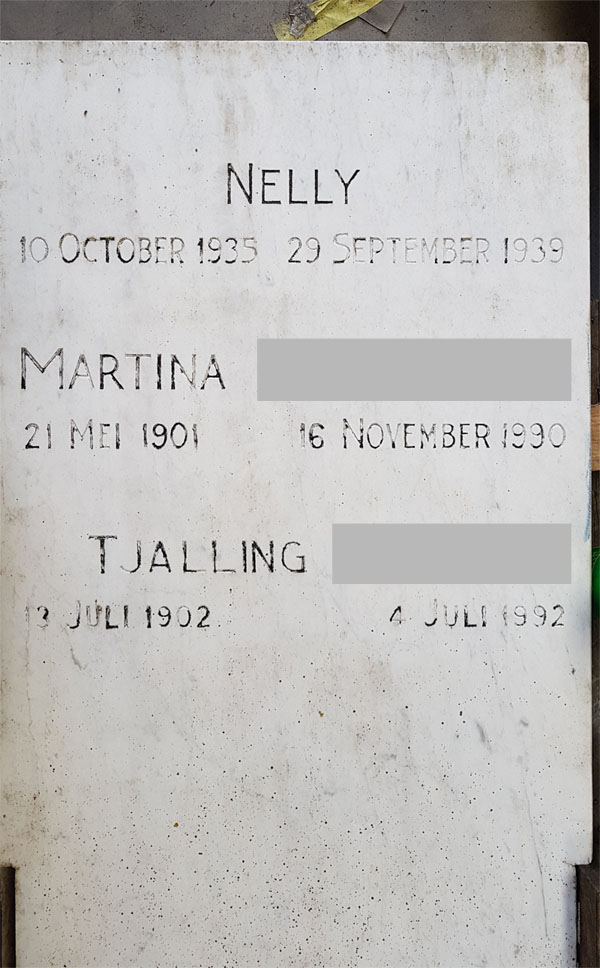 NELLY
10 OCTOBER 1935 29 SEPTEMBER 1939
MARTINA
21 MEI 1901 16 NOVEMBER 1990
TJALLING
13 JULI 1902 4 JULI 1992